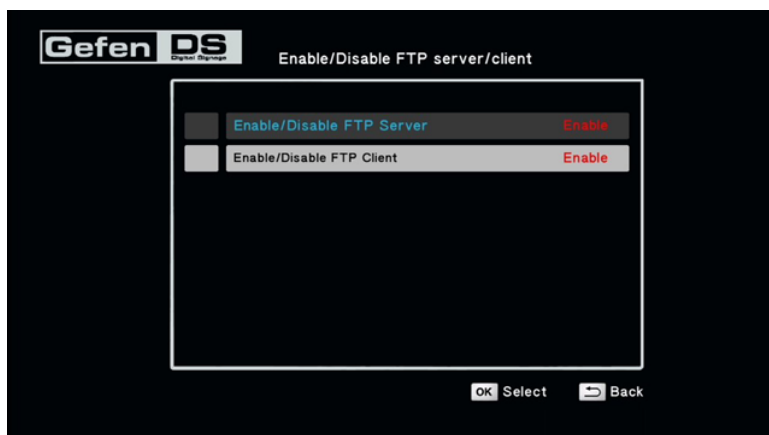 Gefen DS
Digital Signage
Enable/Disable FTP server/client
Enable/Disable FTP Server Enable
Enable/Disable FTP Client Enable
OK Select Back